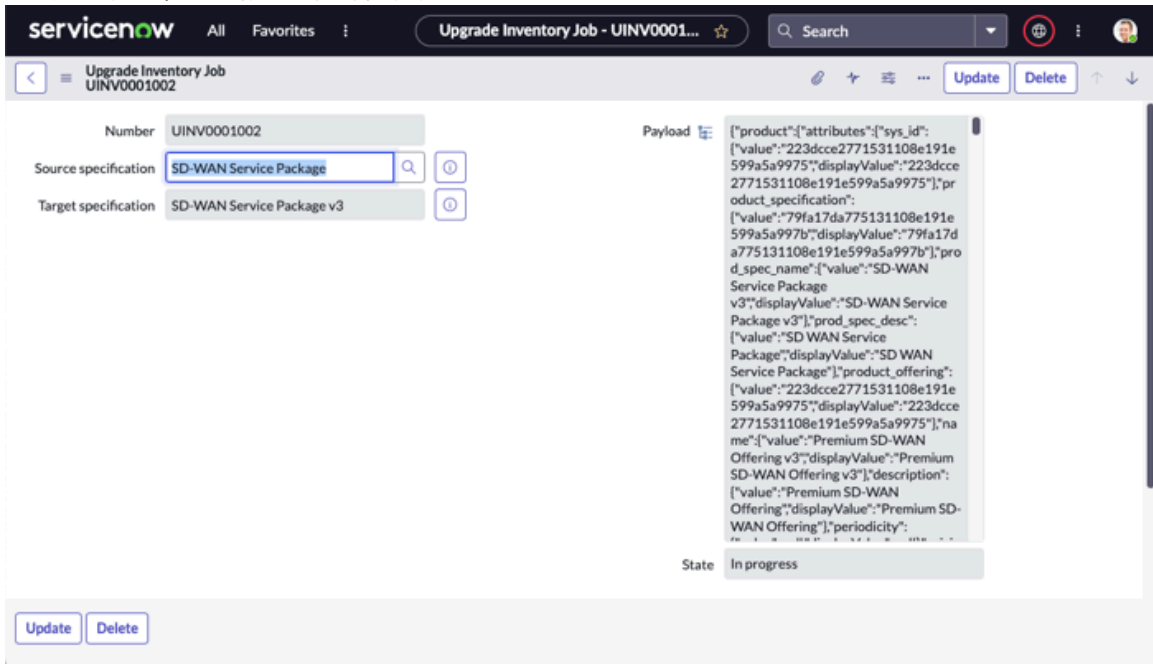 servicenow All Favorites Upgrade Inventory Job - UINV0001... Search
Upgrade Inventory Job
UINV0001002
Update Delete
Number UINV0001002
Source specification SD-WAN Service Package
Target specification SD-WAN Service Package v3
Payload
{"product":{"attributes":{"sys_id":
{"value":"223dcce2771531108e191e
599a5a9975","displayValue":"223dcce
2771531108e191e599a5a9975"},"pr
oduct_specification":
{"value":"79fa17da775131108e191e
599a5a997b","displayValue":"79fa17d
a775131108e191e599a5a997b"},"pro
d_spec_name":{"value":"SD-WAN
Service Package
v3","displayValue":"SD-WAN Service
Package v3"},"prod_spec_desc":
{"value":"SD WAN Service
Package","displayValue":"SD WAN
Service Package"},"product_offering":
{"value":"223dcce2771531108e191e
599a5a9975","displayValue":"223dcce
2771531108e191e599a5a9975"},"na
me":{"value":"Premium SD-WAN
Offering v3","displayValue":"Premium
SD-WAN Offering v3"},"description":
{"value":"Premium SD-WAN
Offering","displayValue":"Premium SD-
WAN Offering"},"periodicity":
State In progress
Update Delete